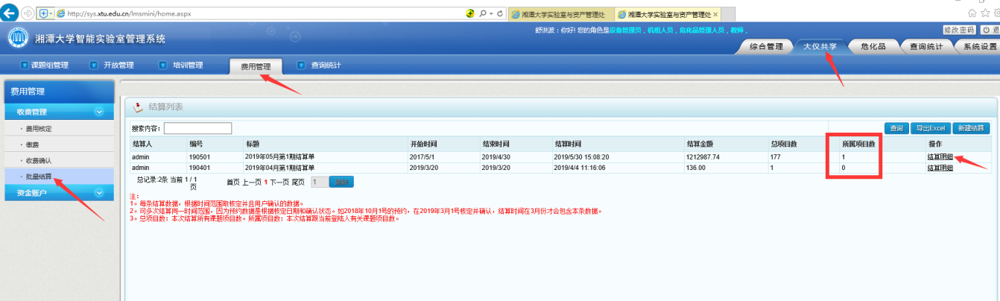 http://sys.xtu.edu.cn/lmsmini/home.aspx
湘潭大学实验室与资产管理处
湘潭大学实验室与资产管理处 ×
湘潭大学智能实验室管理系统
舒洪波：你好! 您的角色是设备管理员，机组人员，危化品管理人员，教师，
修改密码
综合管理 大仪共享 危化品 查询统计 系统设置
课题组管理 开放管理 培训管理 费用管理 查询统计
费用管理
收费管理
· 费用核定
· 缴费
· 收费确认
· 批量结算
资金账户
结算列表
搜索内容：
查询 导出Excel 新建结算
结算人 编号 标题 开始时间 结束时间 结算时间 结算金额 总项目数 所属项目数 操作
admin 190501 2019年05月第1期结算单 2017/5/1 2019/4/30 2019/5/30 15:08:20 1212987.74 177 1 结算明细
admin 190401 2019年04月第1期结算单 2019/3/20 2019/3/20 2019/4/4 11:16:06 136.00 1 0 结算明细
总记录:2条 当前 1 / 1 页 首页 上一页 1 下一页 尾页 1 跳转
注：
1。每条结算数据，根据时间范围取核定并且用户确认的数据。
2。可多次结算同一时间范围，因为预约数据是根据核定日期和确认状态。如2018年10月1号的预约，在2019年3月1号核定并确认，结算时间在3月份才会包含本条数据。
3。总项目数：本次结算所有课题项目数。所属项目数：本次结算跟当前登陆人有关课题项目数。